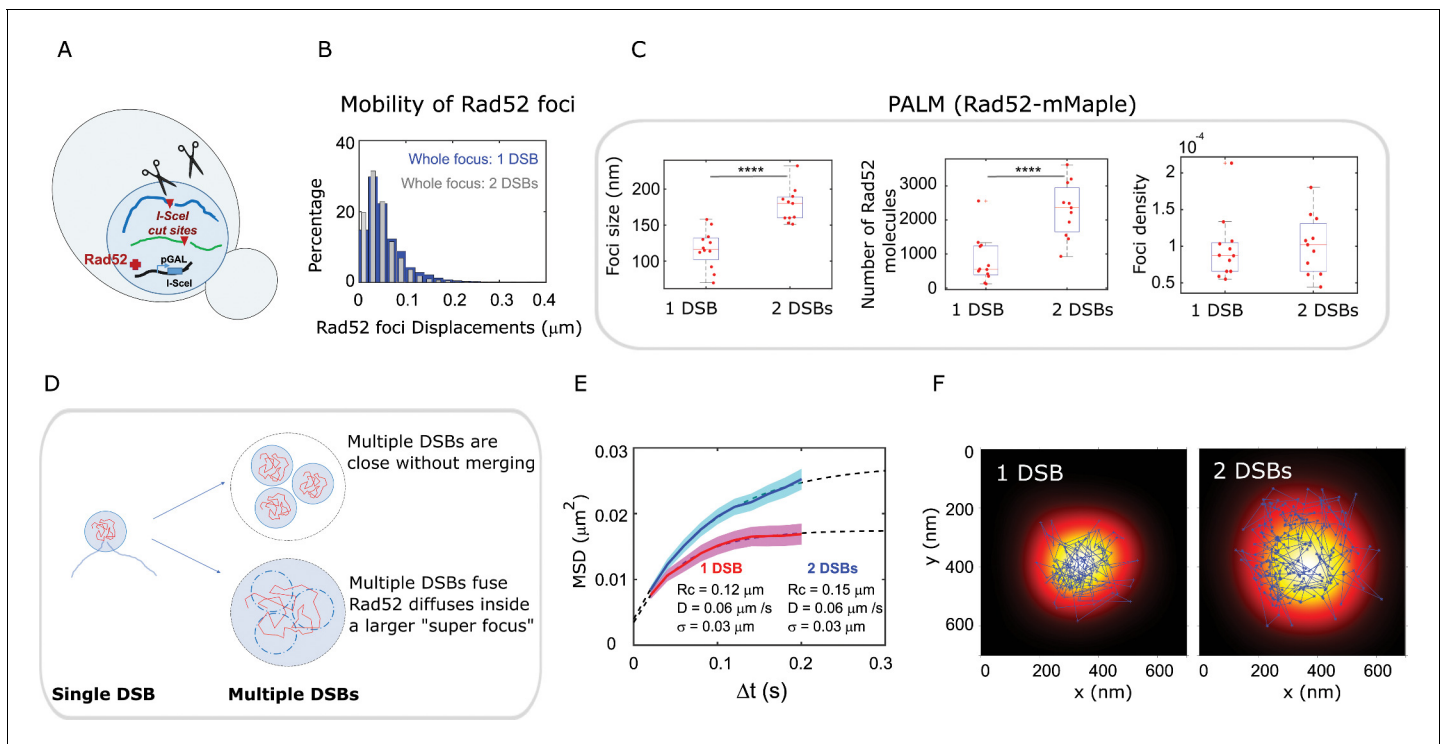 A
I-SceI
cut sites
Rad52
pGAL
I-SceI
B
Mobility of Rad52 foci
40
20
0
Percentage
Whole focus: 1 DSB
Whole focus: 2 DSBs
0 0.1 0.2 0.3 0.4
Rad52 foci Displacements (μm)
C
PALM (Rad52-mMaple)
Foci size (nm)
200
150
100
****
1 DSB 2 DSBs
Number of Rad52
molecules
3000
2000
1000
0
****
1 DSB 2 DSBs
Foci density
10⁻⁴
2
1.5
1
0.5
1 DSB 2 DSBs
D
Multiple DSBs are
close without merging
Multiple DSBs fuse
Rad52 diffuses inside
a larger "super focus"
Single DSB
Multiple DSBs
E
MSD (μm²)
0.03
0.02
0.01
0
1 DSB
Rc = 0.12 μm
D = 0.06 μm /s
σ = 0.03 μm
2 DSBs
Rc = 0.15 μm
D = 0.06 μm /s
σ = 0.03 μm
0 0.1 0.2 0.3
Δt (s)
F
y (nm)
0
200
400
600
1 DSB
0 200 400 600
x (nm)
2 DSBs
0 200 400 600
x (nm)